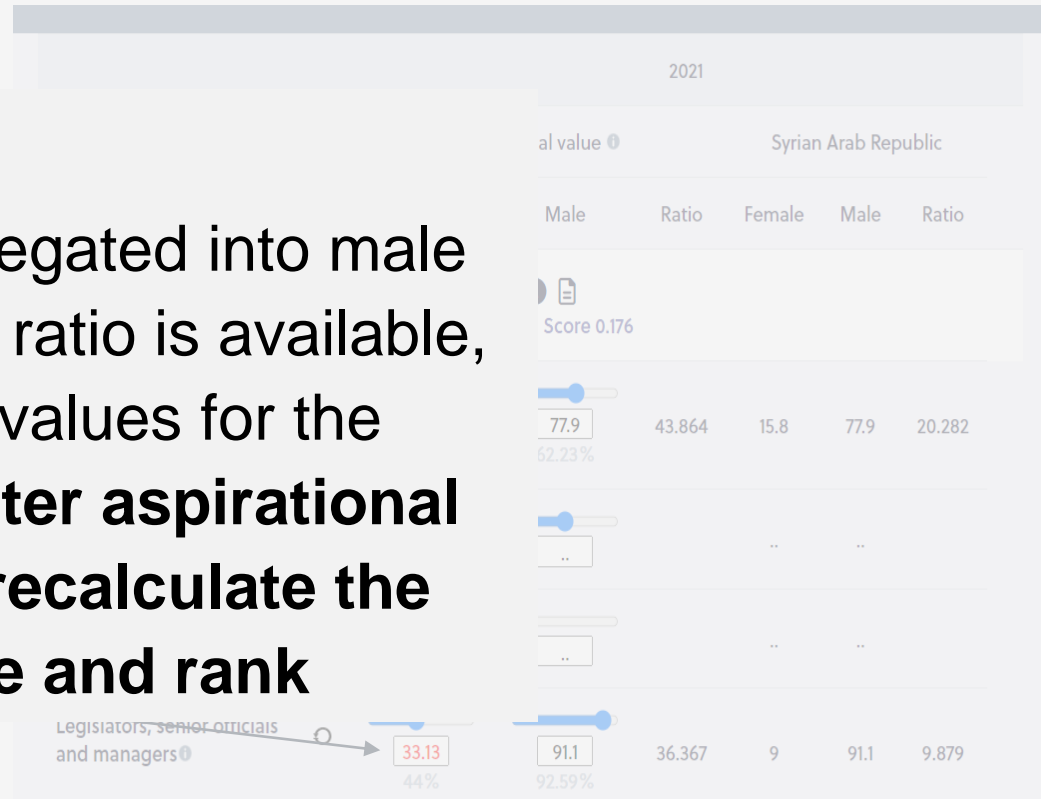 2021
al value Syrian Arab Republic
Male Ratio Female Male Ratio
Score 0.176
77.9 43.864 15.8 77.9 20.282
62.23%
.. .. ..
.. .. ..
egated into male
ratio is available,
values for the
ter aspirational
recalculate the
e and rank
Legislators, senior officials
and managers 33.13 91.1 36.367 9 91.1 9.879
44% 92.59%